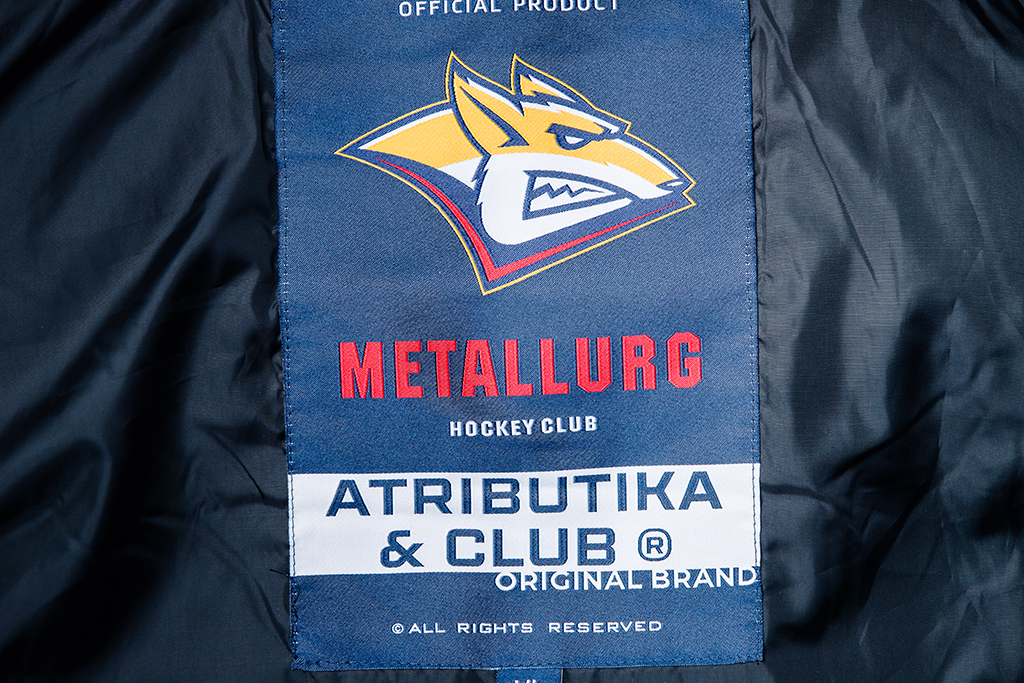 OFFICIAL PRODUCT
METALLURG
HOCKEY CLUB
ATRIBUTIKA
& CLUB ®
ORIGINAL BRAND
© ALL RIGHTS RESERVED